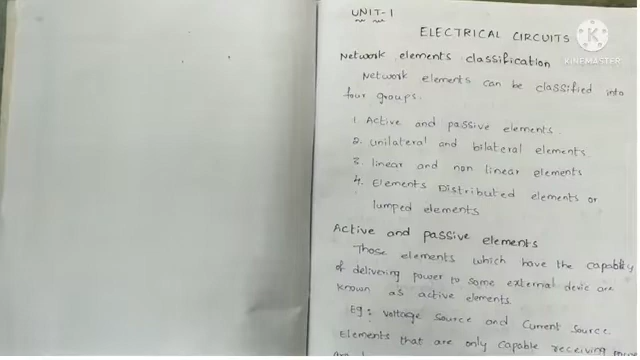 UNIT-1
ELECTRICAL CIRCUITS
Network elements classification
Network elements can be classified into
four groups.
1. Active and passive elements.
2. unilateral and bilateral elements.
3. linear and non linear elements
4. Elements Distributed elements or
lumped elements
Active and passive elements
Those elements which have the capability
of delivering power to some external device are
known as active elements.
Eg: Voltage Source and Current Source.
Elements that are only capable receiving
KINEMASTER